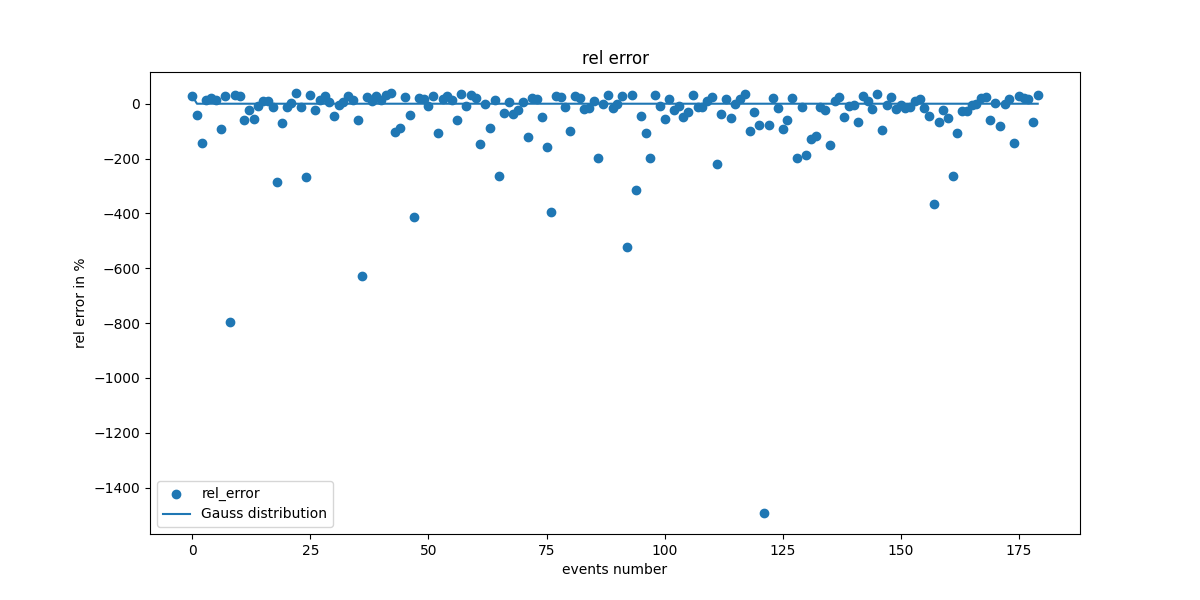 rel error
rel error in %
0
−200
−400
−600
−800
−1000
−1200
−1400
rel_error
Gauss distribution
0 25 50 75 100 125 150 175
events number